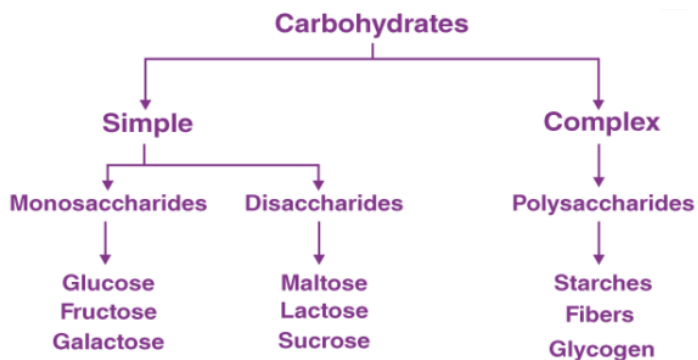 Carbohydrates
Simple
Complex
Monosaccharides
Disaccharides
Polysaccharides
Glucose
Fructose
Galactose
Maltose
Lactose
Sucrose
Starches
Fibers
Glycogen